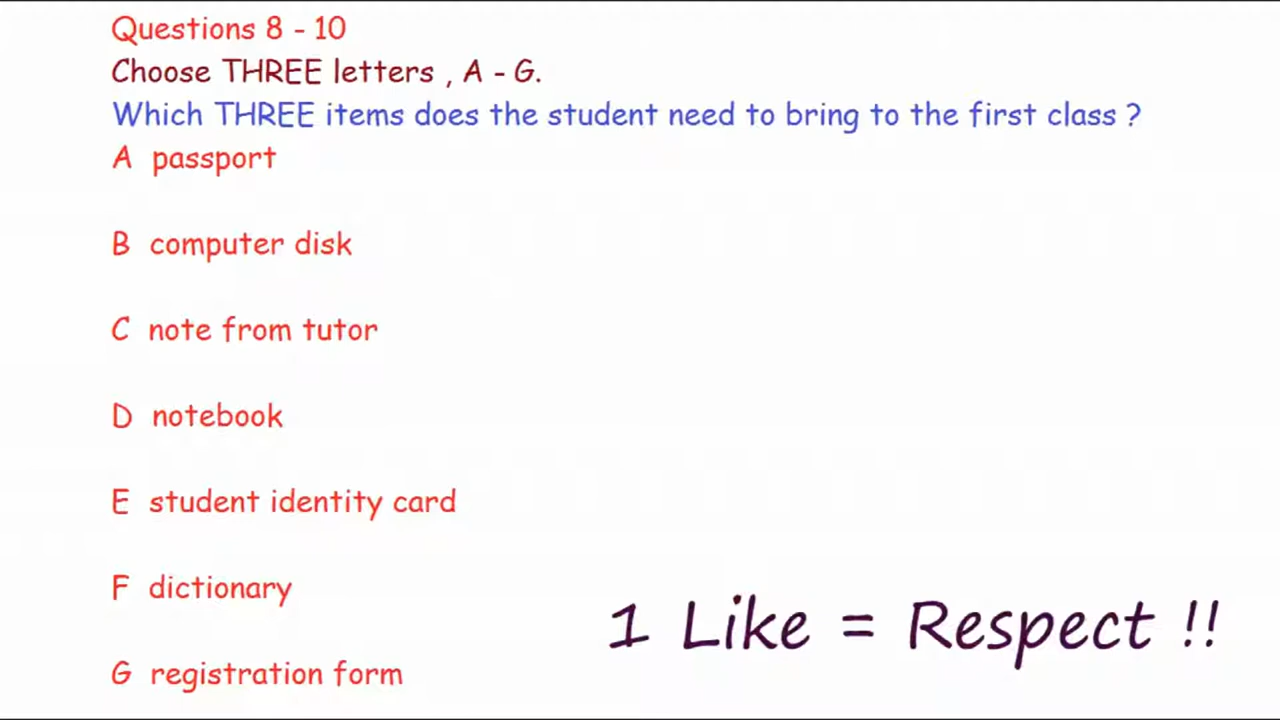 Questions 8 - 10
Choose THREE letters , A - G.
Which THREE items does the student need to bring to the first class ?
A passport
B computer disk
C note from tutor
D notebook
E student identity card
F dictionary
G registration form
1 Like = Respect !!